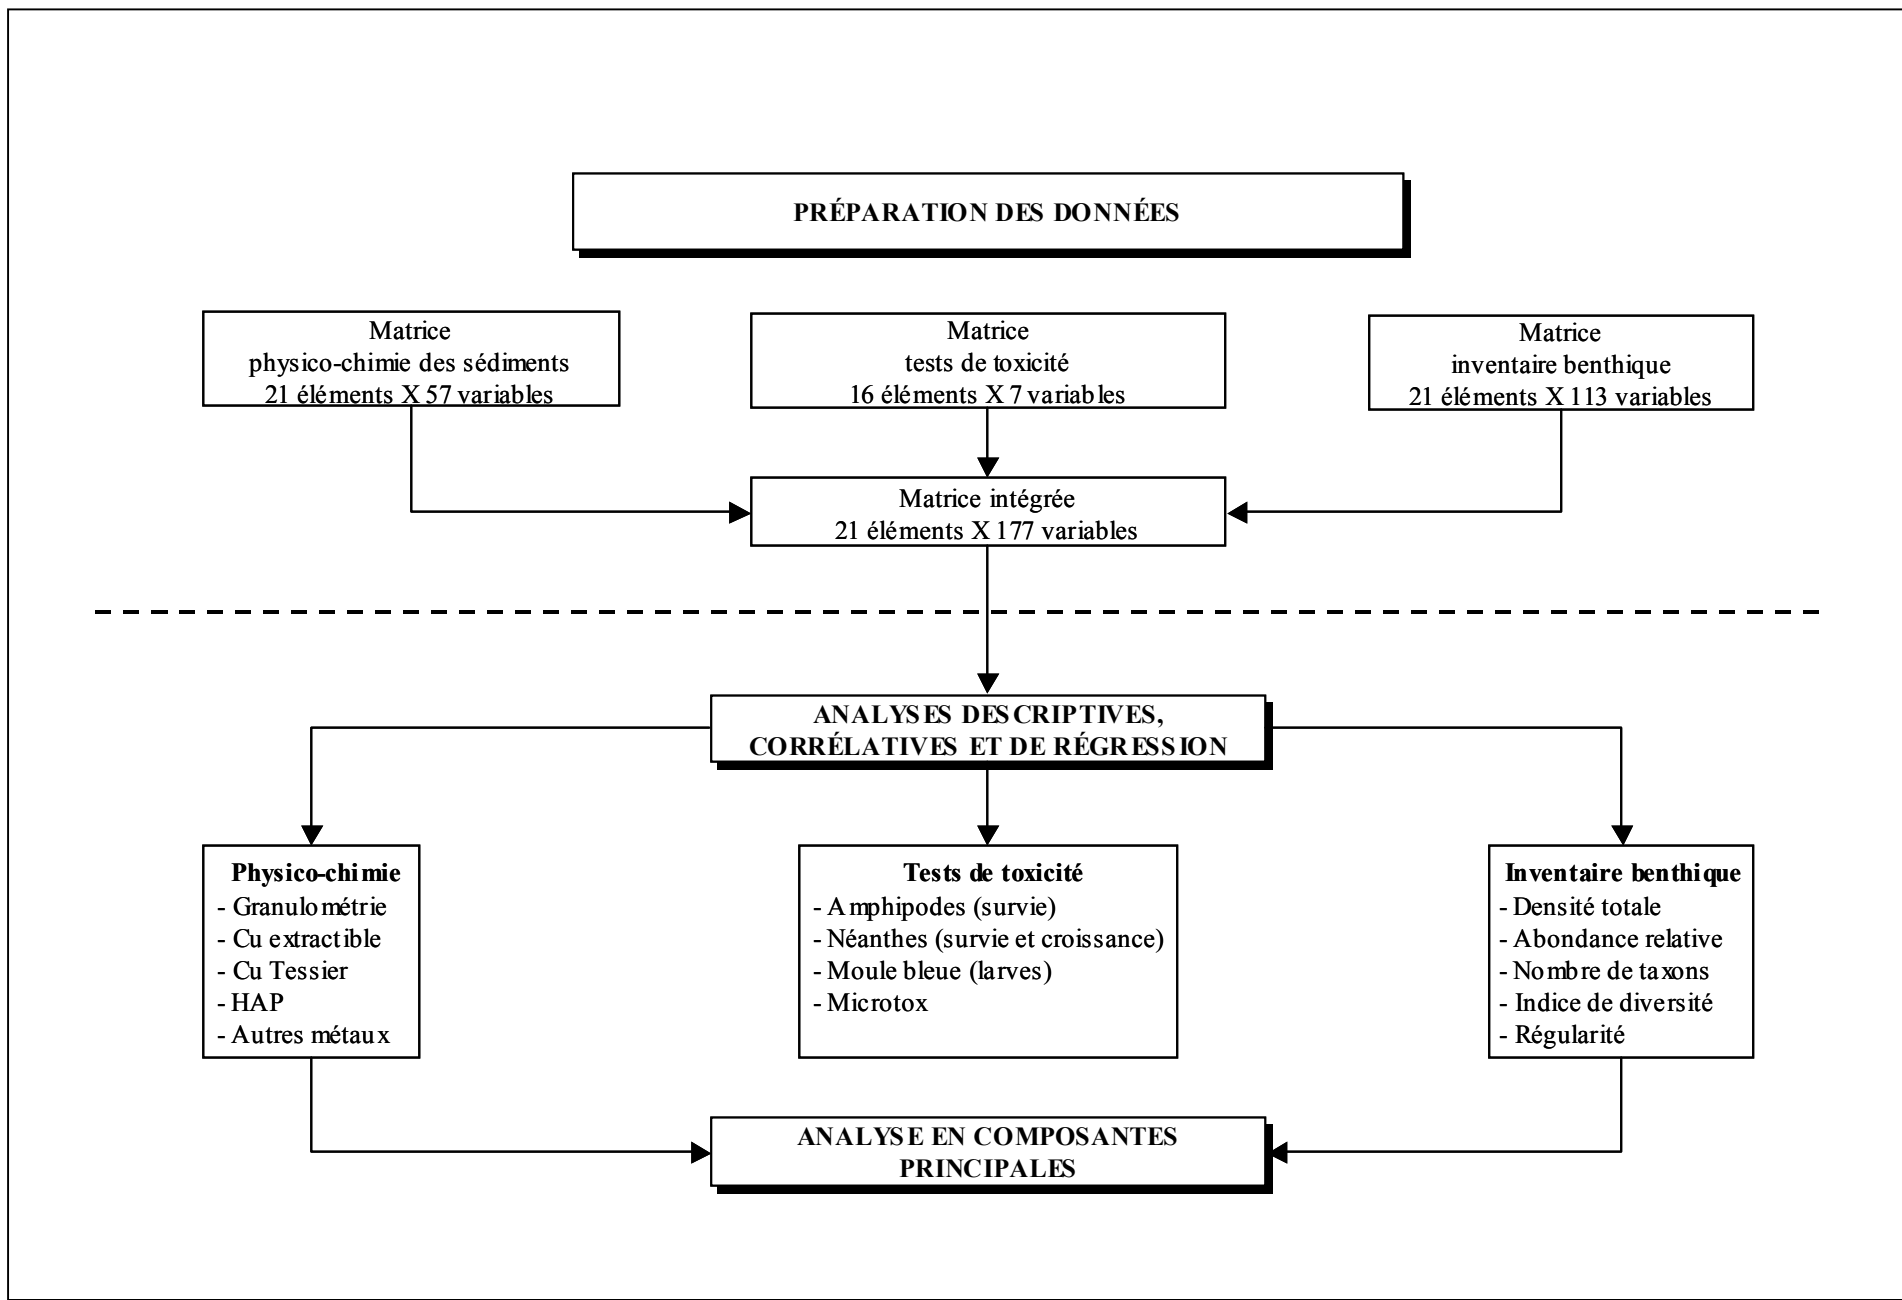 PRÉPARATION DES DONNÉES
Matrice
physico-chimie des sédiments
21 éléments X 57 variables
Matrice
tests de toxicité
16 éléments X 7 variables
Matrice
inventaire benthique
21 éléments X 113 variables
Matrice intégrée
21 éléments X 177 variables
ANALYSES DESCRIPTIVES,
CORRÉLATIVES ET DE RÉGRESSION
Physico-chimie
- Granulométrie
- Cu extractible
- Cu Tessier
- HAP
- Autres métaux
Tests de toxicité
- Amphipodes (survie)
- Néanthes (survie et croissance)
- Moule bleue (larves)
- Microtox
Inventaire benthique
- Densité totale
- Abondance relative
- Nombre de taxons
- Indice de diversité
- Régularité
ANALYSE EN COMPOSANTES
PRINCIPALES